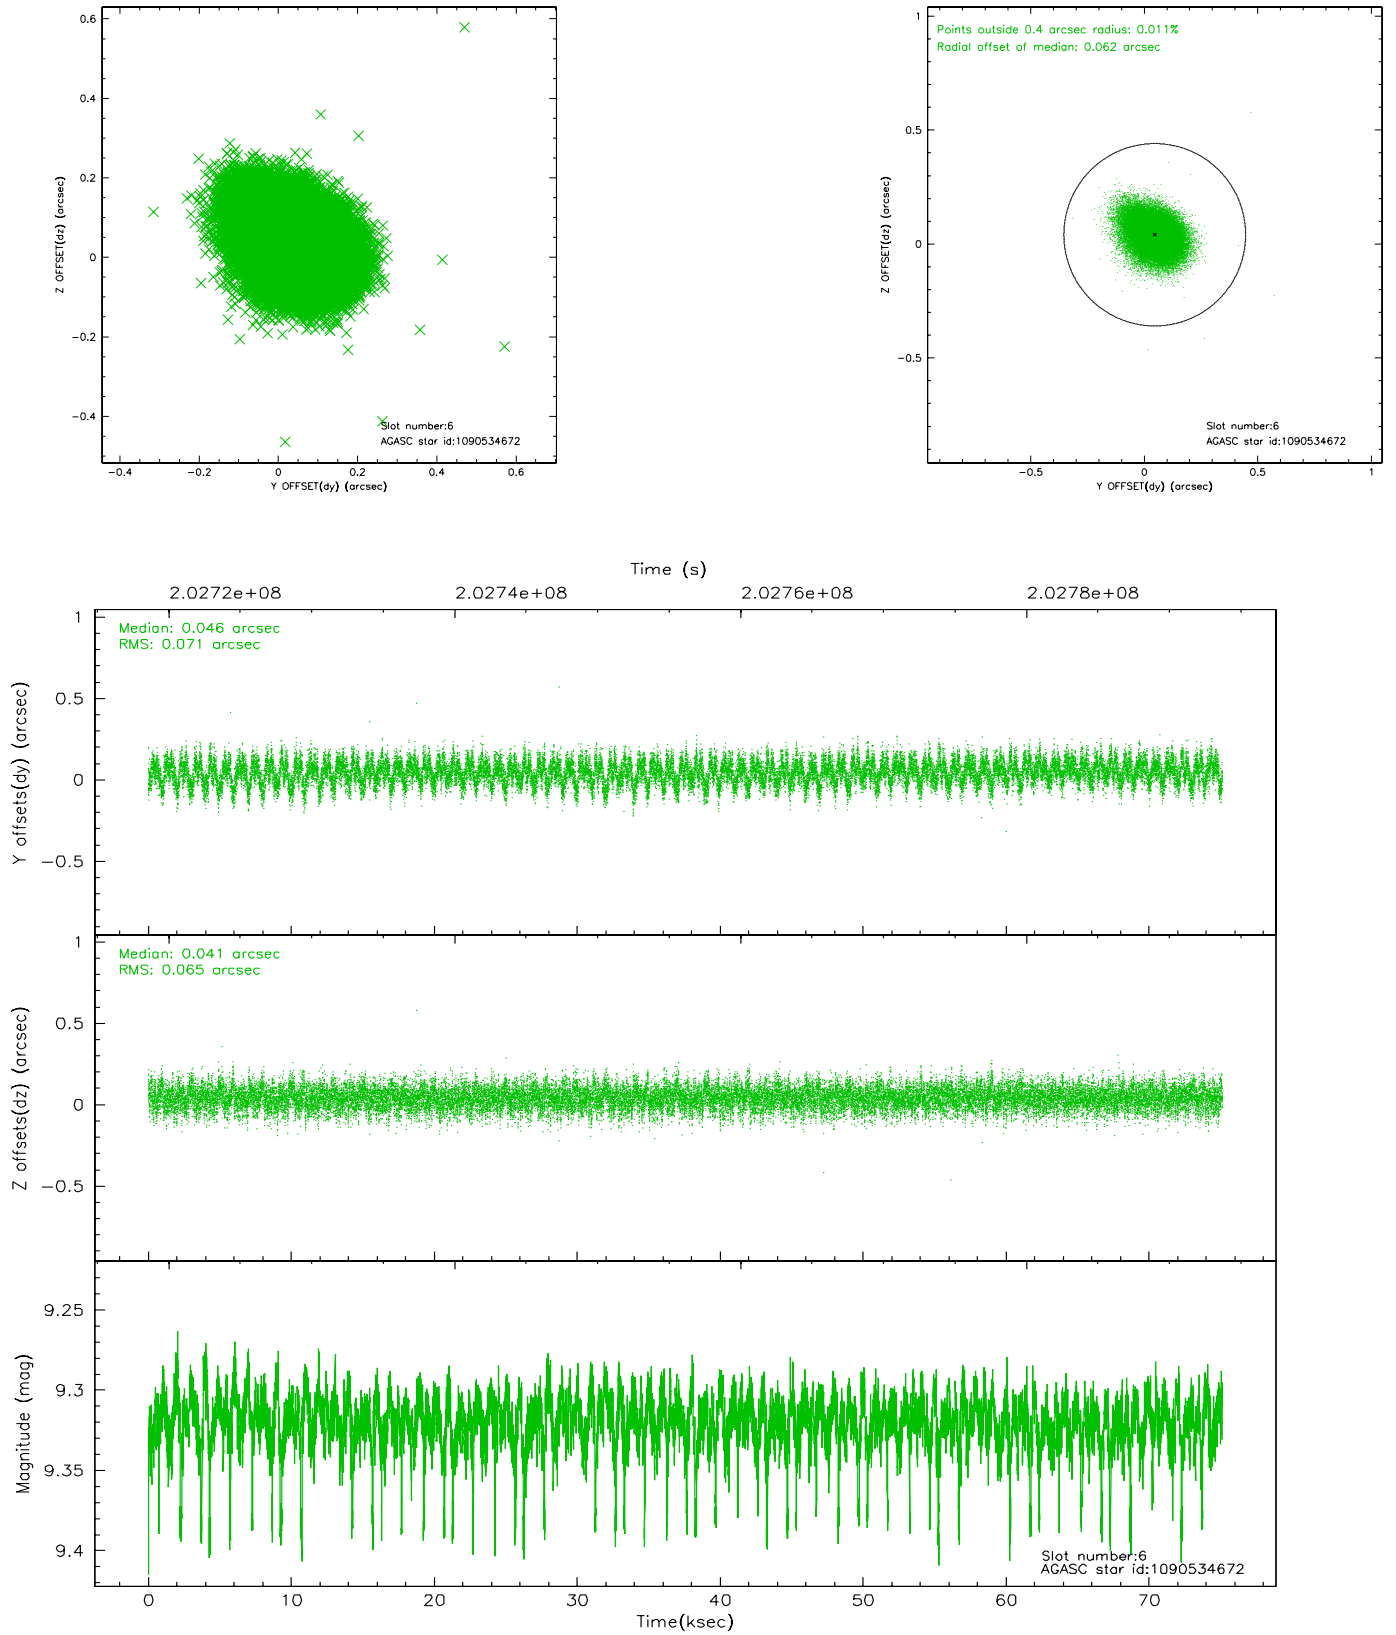 0.6
0.4
0.2
0
−0.2
−0.4
Z OFFSET(dz) (arcsec)
−0.4 −0.2 0 0.2 0.4 0.6
Y OFFSET(dy) (arcsec)
Slot number:6
AGASC star id:1090534672
Points outside 0.4 arcsec radius: 0.011%
Radial offset of median: 0.062 arcsec
1
0.5
0
−0.5
Z OFFSET(dz) (arcsec)
−0.5 0 0.5 1
Y OFFSET(dy) (arcsec)
Slot number:6
AGASC star id:1090534672
Time (s)
2.0272e+08 2.0274e+08 2.0276e+08 2.0278e+08
Median: 0.046 arcsec
RMS: 0.071 arcsec
1
0.5
0
−0.5
Y offsets(dy) (arcsec)
Median: 0.041 arcsec
RMS: 0.065 arcsec
1
0.5
0
−0.5
Z offsets(dz) (arcsec)
9.25
9.3
9.35
9.4
Magnitude (mag)
Slot number:6
AGASC star id:1090534672
0 10 20 30 40 50 60 70
Time(ksec)